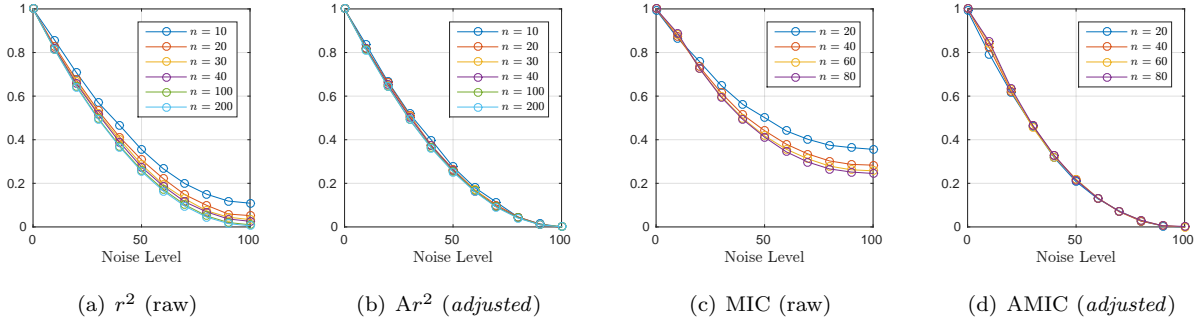 1
0.8
0.6
0.4
0.2
0
0
50
100
Noise Level
n = 10
n = 20
n = 30
n = 40
n = 100
n = 200
(a) r² (raw)
1
0.8
0.6
0.4
0.2
0
0
50
100
Noise Level
n = 10
n = 20
n = 30
n = 40
n = 100
n = 200
(b) Ar² (adjusted)
1
0.8
0.6
0.4
0.2
0
0
50
100
Noise Level
n = 20
n = 40
n = 60
n = 80
(c) MIC (raw)
1
0.8
0.6
0.4
0.2
0
0
50
100
Noise Level
n = 20
n = 40
n = 60
n = 80
(d) AMIC (adjusted)